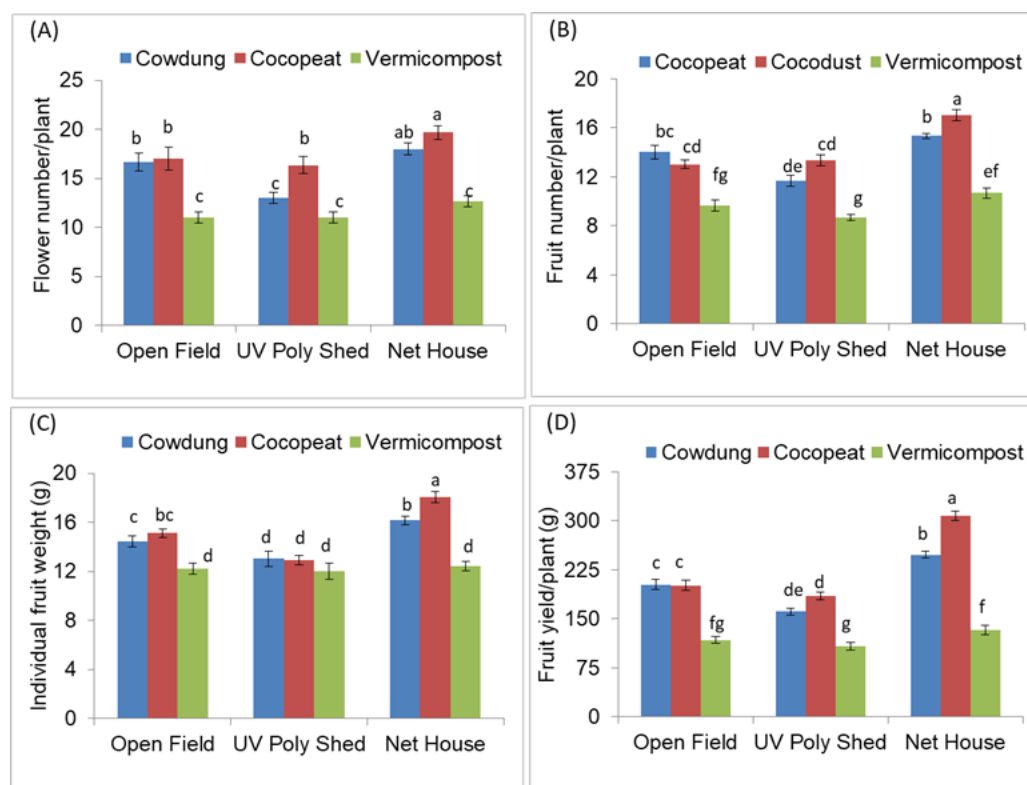 (A)
Cowdung Cocopeat Vermicompost
Flower number/plant
25
20
15
10
5
0
b b c
c b c
ab a c
Open Field UV Poly Shed Net House
(B)
Cocopeat Cocodust Vermicompost
Fruit number/plant
20
16
12
8
4
0
bc cd fg
de cd g
b a ef
Open Field UV Poly Shed Net House
(C)
Cowdung Cocopeat Vermicompost
Individual fruit weight (g)
20
16
12
8
4
0
c bc d
d d d
b a d
Open Field UV Poly Shed Net House
(D)
Cowdung Cocopeat Vermicompost
Fruit yield/plant (g)
375
300
225
150
75
0
c c fg
de d g
b a f
Open Field UV Poly Shed Net House